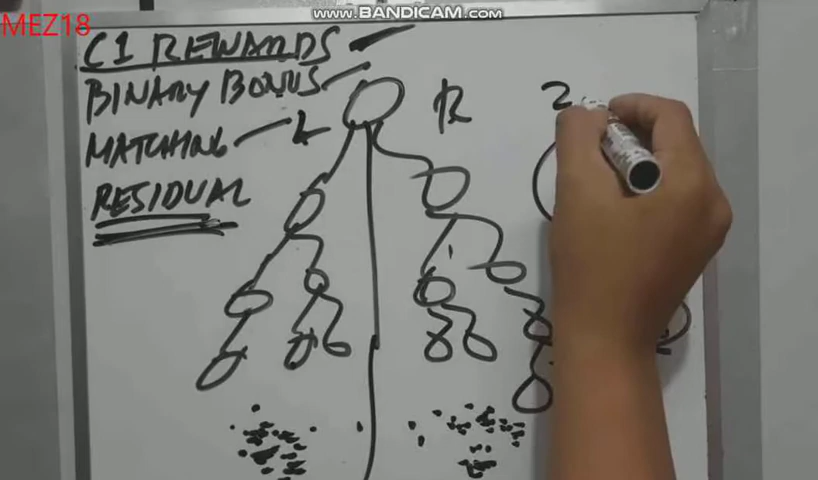 www.BANDICAM.com
MEZ18
C1 REWARDS
BINARY BONUS
MATCHING
RESIDUAL
L
R
2